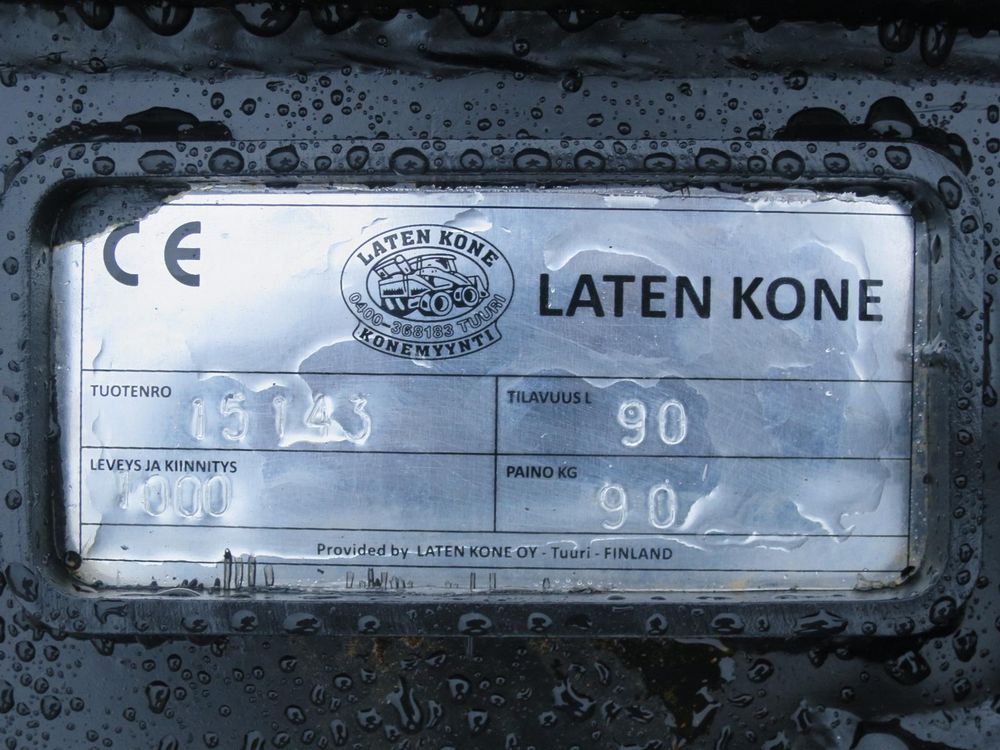 CE
LATEN KONE
0400-368183 TUURI
KONEMYYNTI
LATEN KONE
TUOTENRO
15143
TILAVUUS L
90
LEVEYS JA KIINNITYS
1000
PAINO KG
90
Provided by LATEN KONE OY - Tuuri - FINLAND